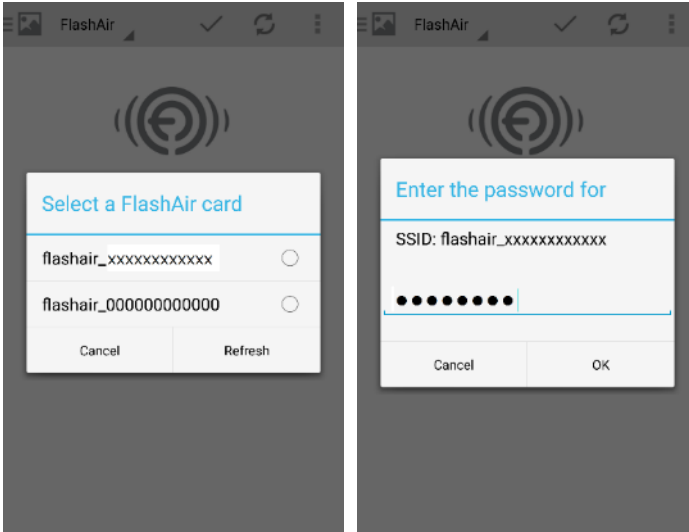 FlashAir
Select a FlashAir card
flashair_xxxxxxxxxxxx
flashair_000000000000
Cancel Refresh
FlashAir
Enter the password for
SSID: flashair_xxxxxxxxxxxx
●●●●●●●●
Cancel OK